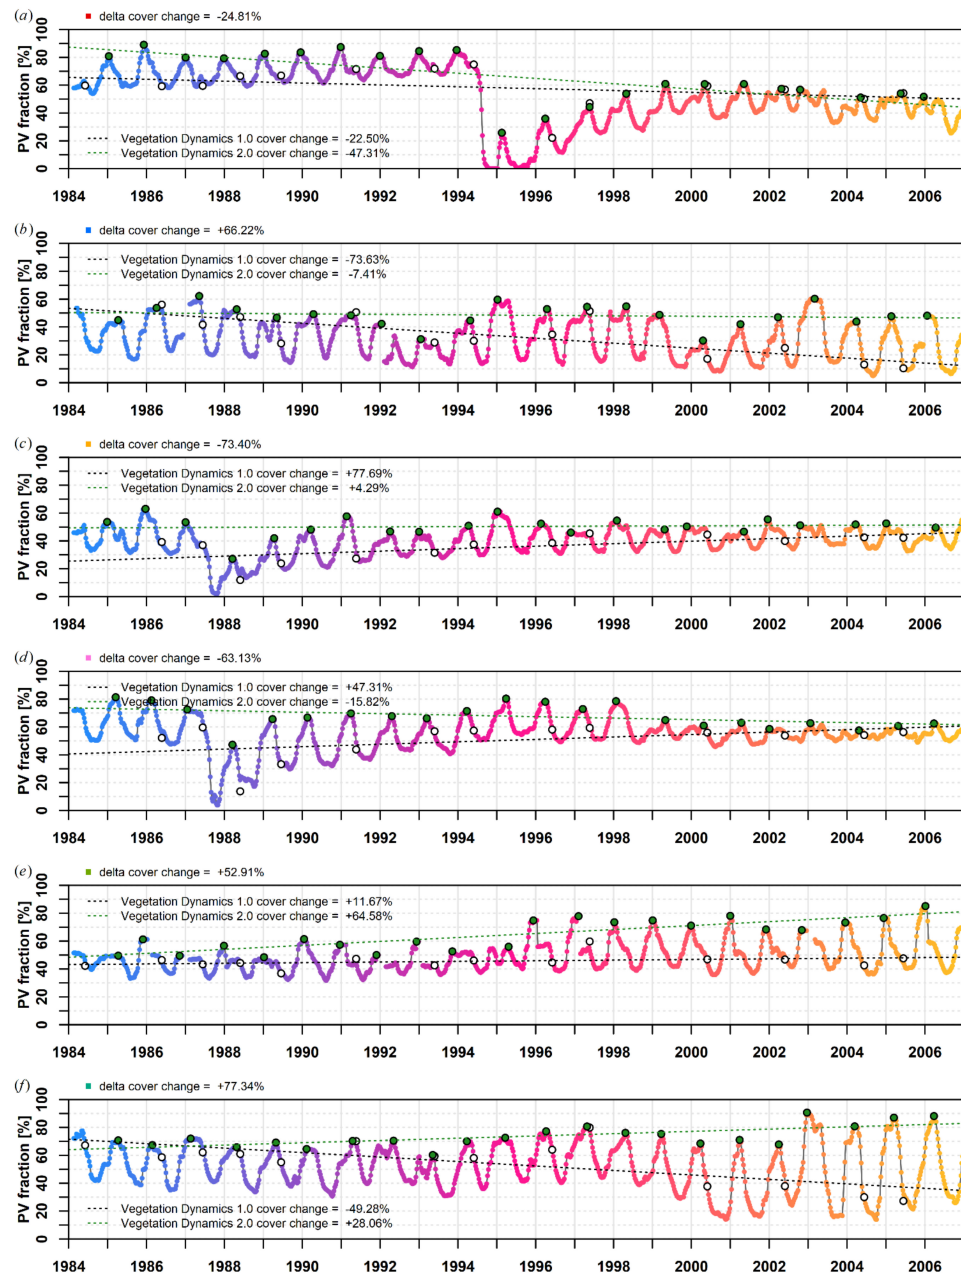 (a)
delta cover change = -24.81%
PV fraction [%]
0 20 40 60 80 100
Vegetation Dynamics 1.0 cover change = -22.50%
Vegetation Dynamics 2.0 cover change = -47.31%
1984 1986 1988 1990 1992 1994 1996 1998 2000 2002 2004 2006
(b)
delta cover change = +66.22%
PV fraction [%]
0 20 40 60 80 100
Vegetation Dynamics 1.0 cover change = -73.63%
Vegetation Dynamics 2.0 cover change = -7.41%
1984 1986 1988 1990 1992 1994 1996 1998 2000 2002 2004 2006
(c)
delta cover change = -73.40%
PV fraction [%]
0 20 40 60 80 100
Vegetation Dynamics 1.0 cover change = +77.69%
Vegetation Dynamics 2.0 cover change = +4.29%
1984 1986 1988 1990 1992 1994 1996 1998 2000 2002 2004 2006
(d)
delta cover change = -63.13%
PV fraction [%]
0 20 40 60 80 100
Vegetation Dynamics 1.0 cover change = +47.31%
Vegetation Dynamics 2.0 cover change = -15.82%
1984 1986 1988 1990 1992 1994 1996 1998 2000 2002 2004 2006
(e)
delta cover change = +52.91%
PV fraction [%]
0 20 40 60 80 100
Vegetation Dynamics 1.0 cover change = +11.67%
Vegetation Dynamics 2.0 cover change = +64.58%
1984 1986 1988 1990 1992 1994 1996 1998 2000 2002 2004 2006
(f)
delta cover change = +77.34%
PV fraction [%]
0 20 40 60 80 100
Vegetation Dynamics 1.0 cover change = -49.28%
Vegetation Dynamics 2.0 cover change = +28.06%
1984 1986 1988 1990 1992 1994 1996 1998 2000 2002 2004 2006